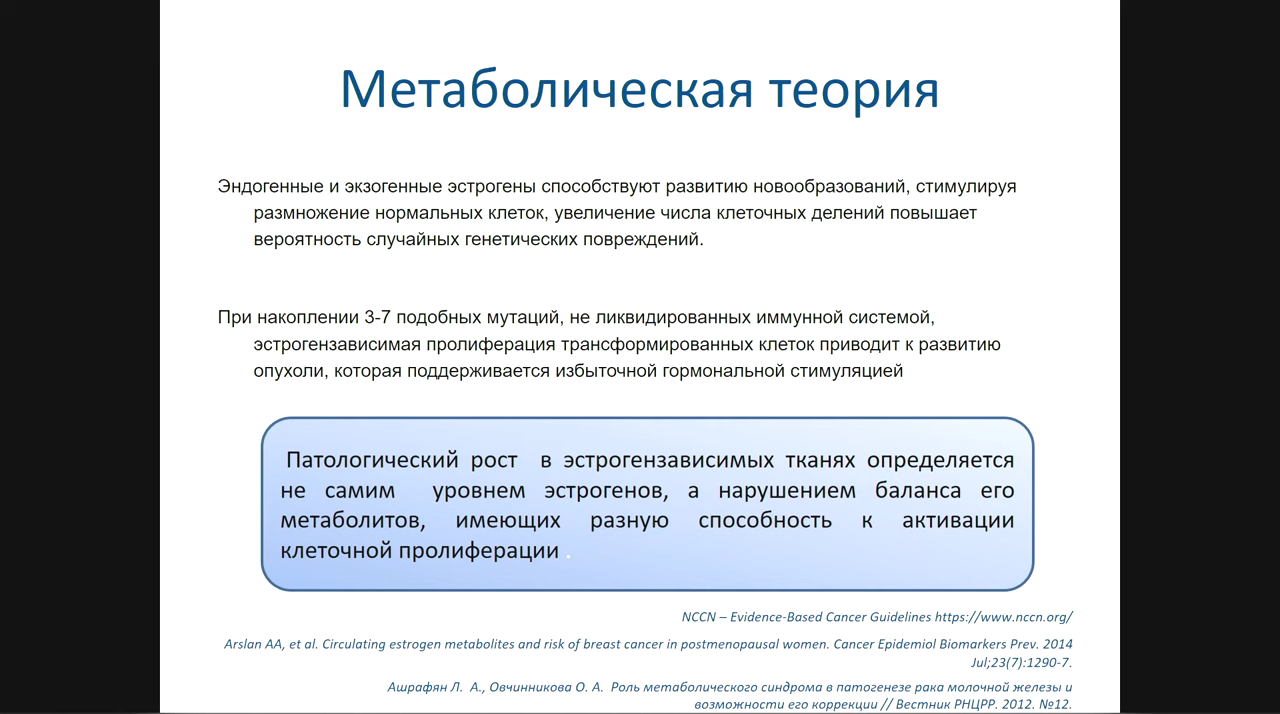 Метаболическая теория
Эндогенные и экзогенные эстрогены способствуют развитию новообразований, стимулируя
размножение нормальных клеток, увеличение числа клеточных делений повышает
вероятность случайных генетических повреждений.
При накоплении 3-7 подобных мутаций, не ликвидированных иммунной системой,
эстрогензависимая пролиферация трансформированных клеток приводит к развитию
опухоли, которая поддерживается избыточной гормональной стимуляцией
Патологический рост в эстрогензависимых тканях определяется
не самим уровнем эстрогенов, а нарушением баланса его
метаболитов, имеющих разную способность к активации
клеточной пролиферации .
NCCN – Evidence-Based Cancer Guidelines https://www.nccn.org/
Arslan AA, et al. Circulating estrogen metabolites and risk of breast cancer in postmenopausal women. Cancer Epidemiol Biomarkers Prev. 2014
Jul;23(7):1290-7.
Ашрафян Л. А., Овчинникова О. А. Роль метаболического синдрома в патогенезе рака молочной железы и
возможности его коррекции // Вестник РНЦРР. 2012. №12.